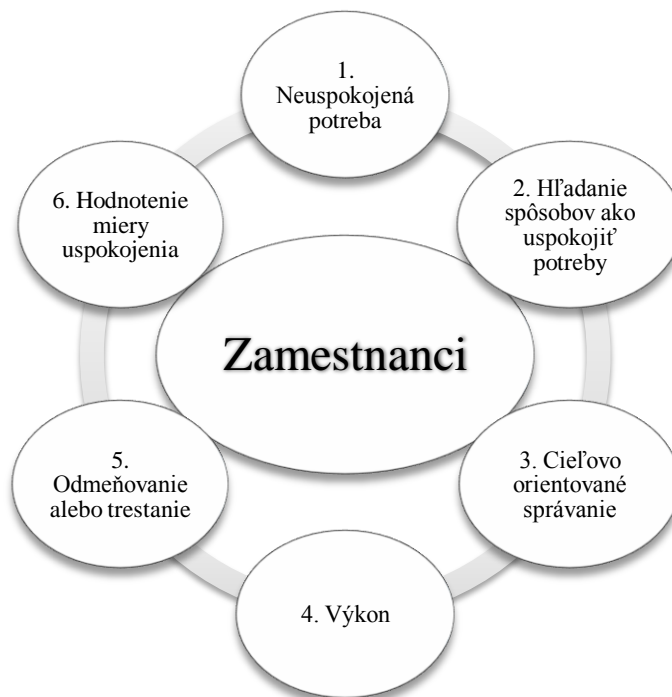 1.
Neuspokojená
potreba
2. Hľadanie
spôsobov ako
uspokojiť
potreby
3. Cieľovo
orientované
správanie
4. Výkon
5.
Odmeňovanie
alebo trestanie
6. Hodnotenie
miery
uspokojenia
Zamestnanci